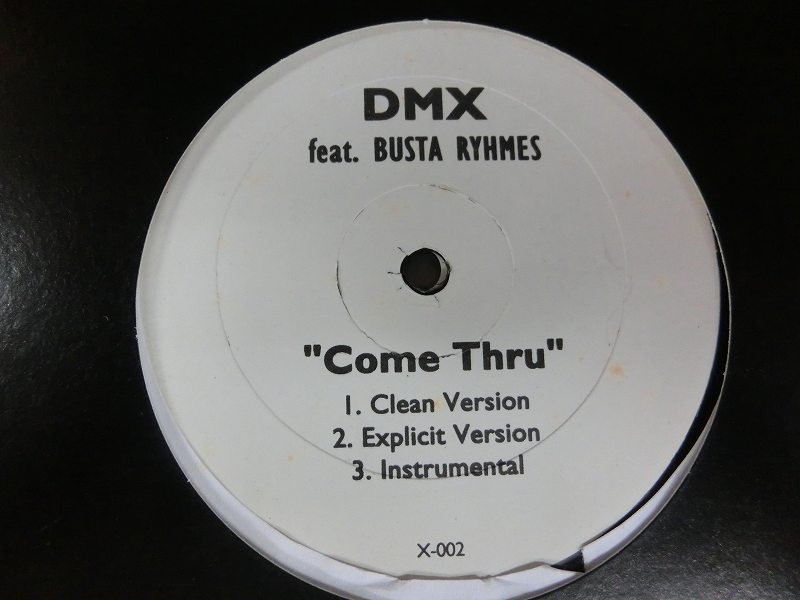 DMX
feat. BUSTA RYHMES
"Come Thru"
1. Clean Version
2. Explicit Version
3. Instrumental
X-002